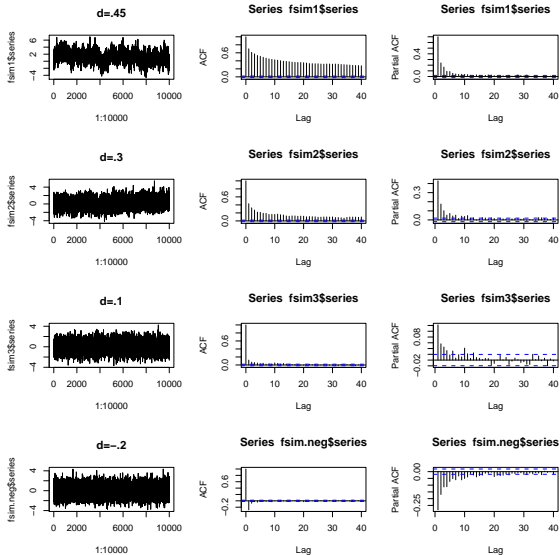 d=.45
fsim1$series
6
2
−4
0 2000 6000 10000
1:10000
Series fsim1$series
ACF
0.6
0.0
0 10 20 30 40
Lag
Series fsim1$series
Partial ACF
0.6
0.0
0 10 20 30 40
Lag
d=.3
fsim2$series
4
0
−4
0 2000 6000 10000
1:10000
Series fsim2$series
ACF
0.6
0.0
0 10 20 30 40
Lag
Series fsim2$series
Partial ACF
0.3
0.0
0 10 20 30 40
Lag
d=.1
fsim3$series
4
0
−4
0 2000 6000 10000
1:10000
Series fsim3$series
ACF
0.6
0.0
0 10 20 30 40
Lag
Series fsim3$series
Partial ACF
0.08
−0.02
0 10 20 30 40
Lag
d=−.2
fsim.neg$series
4
0
−4
0 2000 6000 10000
1:10000
Series fsim.neg$series
ACF
0.6
−0.2
0 10 20 30 40
Lag
Series fsim.neg$series
Partial ACF
0.00
−0.15
0 10 20 30 40
Lag